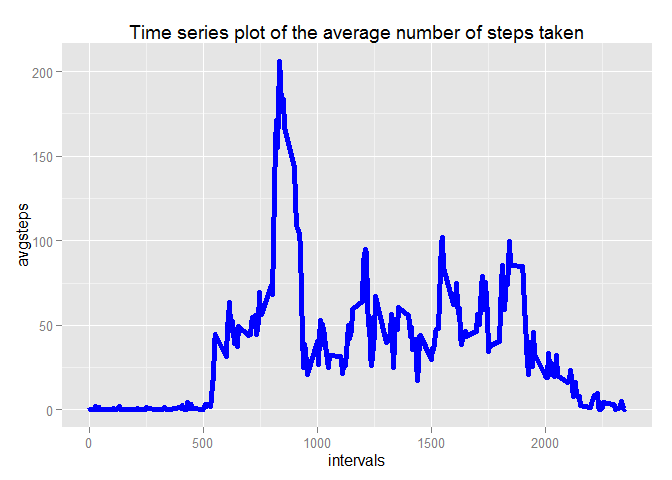 Time series plot of the average number of steps taken
200
150
100
50
0
avgsteps
0 500 1000 1500 2000
intervals